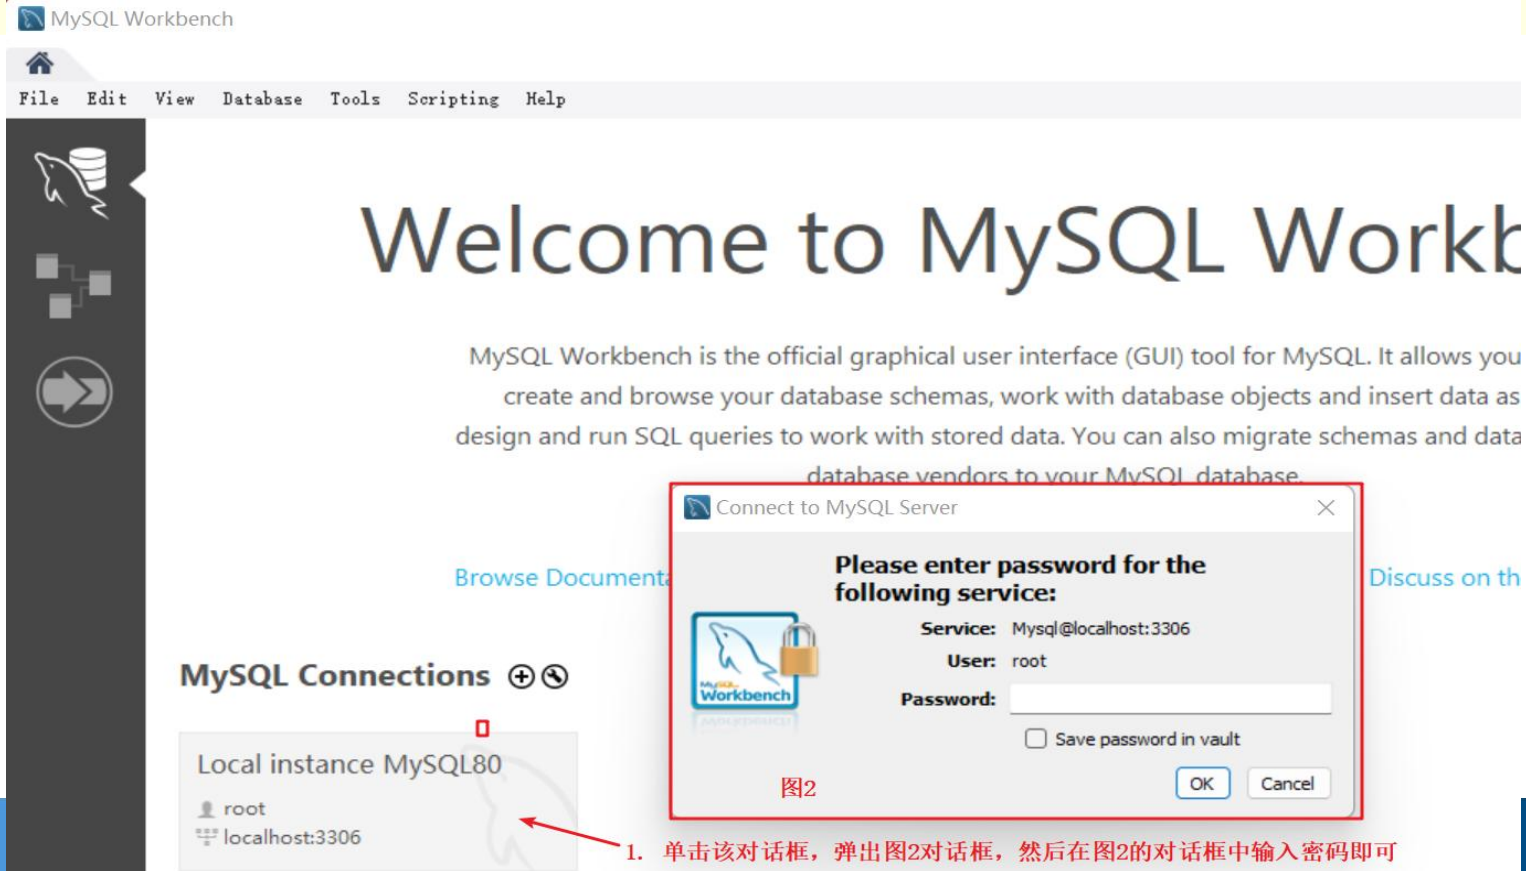 MySQL Workbench
File Edit View Database Tools Scripting Help
Welcome to MySQL Workb
MySQL Workbench is the official graphical user interface (GUI) tool for MySQL. It allows you
create and browse your database schemas, work with database objects and insert data as
design and run SQL queries to work with stored data. You can also migrate schemas and data
database vendors to your MySQL database.
Browse Documenta
Discuss on th
Connect to MySQL Server
Please enter password for the
following service:
Service: Mysql@localhost:3306
User: root
Password:
Save password in vault
OK Cancel
MySQL
Workbench
图2
MySQL Connections
Local instance MySQL80
root
localhost:3306
1. 单击该对话框，弹出图2对话框，然后在图2的对话框中输入密码即可